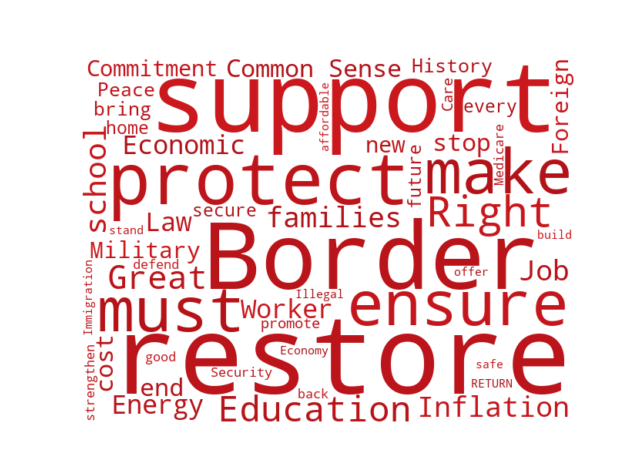 Commitment
Common Sense
History
Foreign
Peace
support
Care
every
bring
affordable
home
Economic
new
stop
school
protect
future
Medicare
make
Law
secure
families
Right
stand
build
Military
Border
defend
Great
offer
Job
Immigration
must
Illegal
Worker
ensure
promote
cost
restore
good
Economy
safe
Security
strengthen
end
back
RETURN
Energy
Education
Inflation